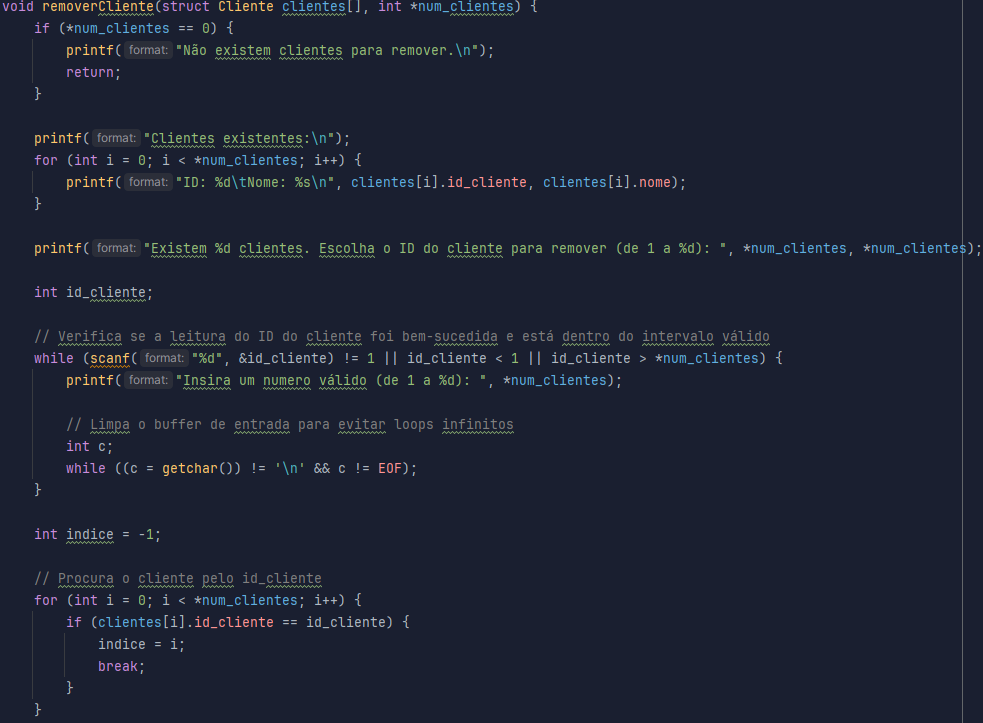 void removerCliente(struct Cliente clientes[], int *num_clientes) {
if (*num_clientes == 0) {
printf( format: "Não existem clientes para remover.\n");
return;
}
printf( format: "Clientes existentes:\n");
for (int i = 0; i < *num_clientes; i++) {
printf( format: "ID: %d\tNome: %s\n", clientes[i].id_cliente, clientes[i].nome);
}
printf( format: "Existem %d clientes. Escolha o ID do cliente para remover (de 1 a %d): ", *num_clientes, *num_clientes);
int id_cliente;
// Verifica se a leitura do ID do cliente foi bem-sucedida e está dentro do intervalo válido
while (scanf( format: "%d", &id_cliente) != 1 || id_cliente < 1 || id_cliente > *num_clientes) {
printf( format: "Insira um numero válido (de 1 a %d): ", *num_clientes);
// Limpa o buffer de entrada para evitar loops infinitos
int c;
while ((c = getchar()) != '\n' && c != EOF);
}
int indice = -1;
// Procura o cliente pelo id_cliente
for (int i = 0; i < *num_clientes; i++) {
if (clientes[i].id_cliente == id_cliente) {
indice = i;
break;
}
}